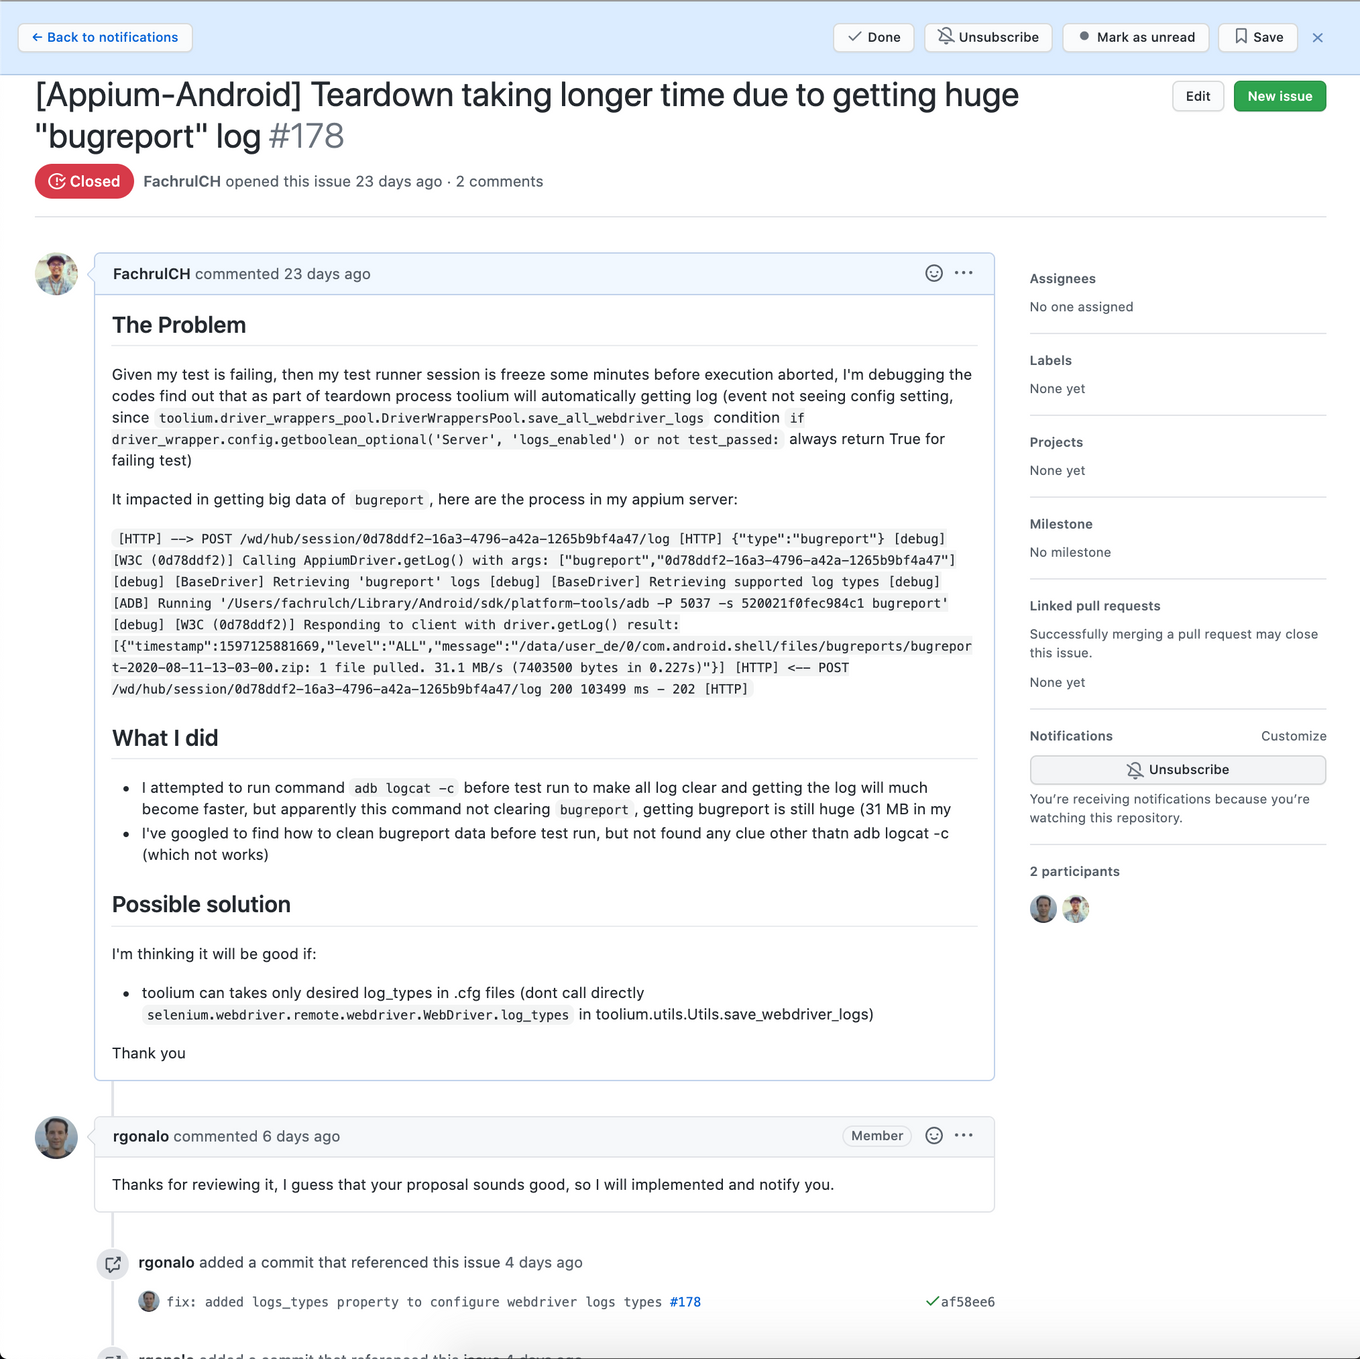 ← Back to notifications
Done
Unsubscribe
Mark as unread
Save
[Appium-Android] Teardown taking longer time due to getting huge
"bugreport" log #178
Edit
New issue
Closed
FachrulCH opened this issue 23 days ago · 2 comments
FachrulCH commented 23 days ago
The Problem
Given my test is failing, then my test runner session is freeze some minutes before execution aborted, I'm debugging the
codes find out that as part of teardown process toolium will automatically getting log (event not seeing config setting,
since toolium.driver_wrappers_pool.DriverWrappersPool.save_all_webdriver_logs condition if
driver_wrapper.config.getboolean_optional('Server', 'logs_enabled') or not test_passed: always return True for
failing test)
It impacted in getting big data of bugreport, here are the process in my appium server:
[HTTP] --> POST /wd/hub/session/0d78ddf2-16a3-4796-a42a-1265b9bf4a47/log [HTTP] {"type":"bugreport"} [debug]
[W3C (0d78ddf2)] Calling AppiumDriver.getLog() with args: ["bugreport","0d78ddf2-16a3-4796-a42a-1265b9bf4a47"]
[debug] [BaseDriver] Retrieving 'bugreport' logs [debug] [BaseDriver] Retrieving supported log types [debug]
[ADB] Running '/Users/fachrulch/Library/Android/sdk/platform-tools/adb -P 5037 -s 520021f0fec984c1 bugreport'
[debug] [W3C (0d78ddf2)] Responding to client with driver.getLog() result:
[{"timestamp":1597125881669,"level":"ALL","message":"/data/user_de/0/com.android.shell/files/bugreports/bugrepor
t-2020-08-11-13-03-00.zip: 1 file pulled. 31.1 MB/s (7403500 bytes in 0.227s)"}] [HTTP] <-- POST
/wd/hub/session/0d78ddf2-16a3-4796-a42a-1265b9bf4a47/log 200 103499 ms - 202 [HTTP]
What I did
• I attempted to run command adb logcat -c before test run to make all log clear and getting the log will much
become faster, but apparently this command not clearing bugreport, getting bugreport is still huge (31 MB in my
• I've googled to find how to clean bugreport data before test run, but not found any clue other thatn adb logcat -c
(which not works)
Possible solution
I'm thinking it will be good if:
• toolium can takes only desired log_types in .cfg files (dont call directly
selenium.webdriver.remote.webdriver.WebDriver.log_types in toolium.utils.Utils.save_webdriver_logs)
Thank you
Assignees
No one assigned
Labels
None yet
Projects
None yet
Milestone
No milestone
Linked pull requests
Successfully merging a pull request may close
this issue.
None yet
Notifications
Customize
Unsubscribe
You're receiving notifications because you're
watching this repository.
2 participants
rgonalo commented 6 days ago
Member
Thanks for reviewing it, I guess that your proposal sounds good, so I will implemented and notify you.
rgonalo added a commit that referenced this issue 4 days ago
fix: added logs_types property to configure webdriver logs types #178
af58ee6
rgonalo added a commit that referenced this issue 4 days ago